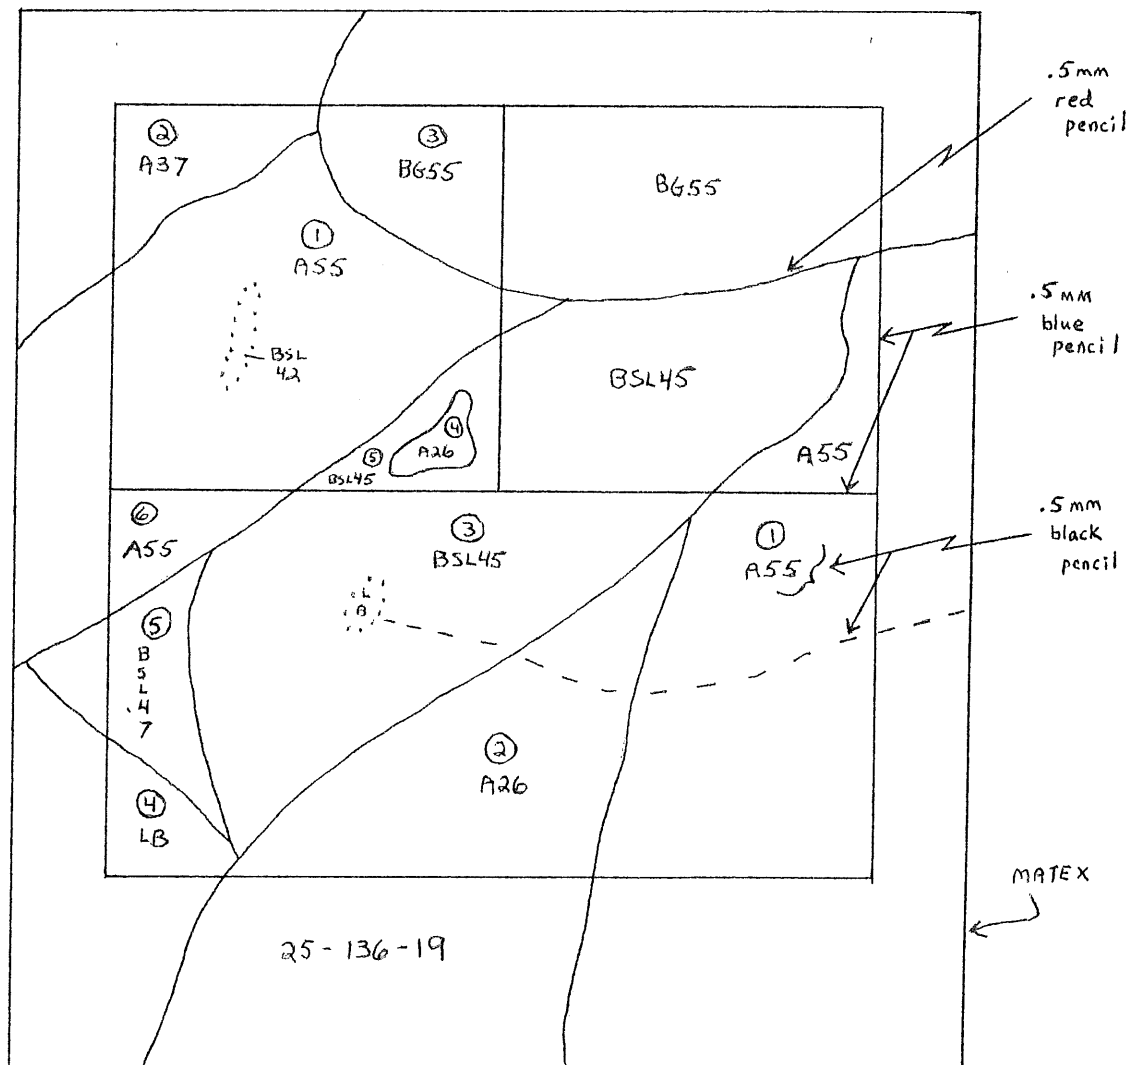 .5mm
red
pencil
②
A37
③
BG55
BG55
①
A55
.5mm
blue
pencil
BSL
42
BSL45
④
A26
⑤
BSL45
A55
⑥
A55
③
BSL45
①
A55
.5mm
black
pencil
L
B
⑤
B
S
L
4
7
②
A26
④
LB
MATEX
25-136-19